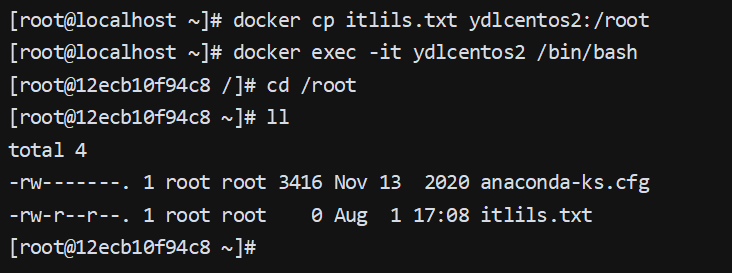 [root@localhost ~]# docker cp itlils.txt ydlcentos2:/root
[root@localhost ~]# docker exec -it ydlcentos2 /bin/bash
[root@12ecb10f94c8 /]# cd /root
[root@12ecb10f94c8 ~]# ll
total 4
-rw-------. 1 root root 3416 Nov 13  2020 anaconda-ks.cfg
-rw-r--r--. 1 root root    0 Aug  1 17:08 itlils.txt
[root@12ecb10f94c8 ~]#